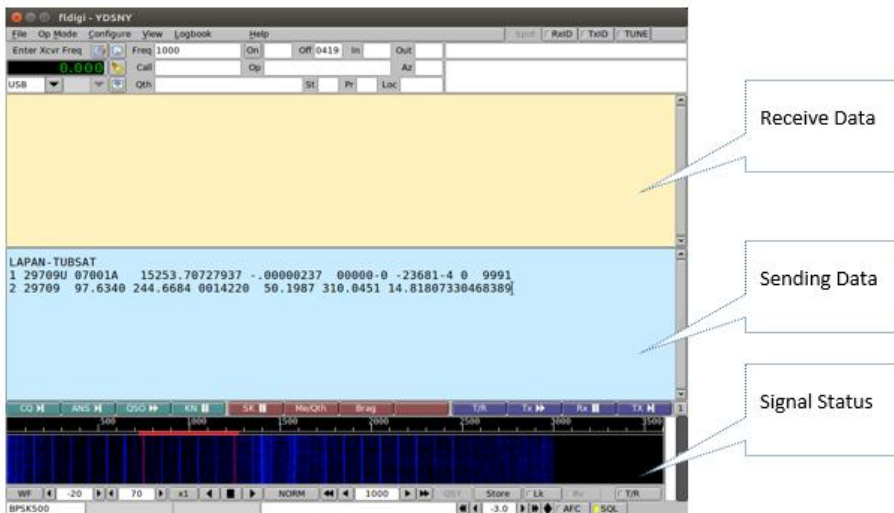 fldigi - YDSNY
File Op Mode Configure View Logbook Help Spot RxID TxID TUNE
Enter Xcvr Freq Freq 1000 On Off 0419 In Out
0.000 Call Op Az
USB Qth St Pr Loc
Receive Data
LAPAN-TUBSAT
1 29709U 07001A 15253.70727937 -.00000237 00000-0 -23681-4 0 9991
2 29709 97.6340 244.6684 0014220 50.1987 310.0451 14.81807330468389
Sending Data
CQ ANS QSO KN SK Me/Qth Brag T/R Tx Rx TX 1
500 1000 1500 2000 2500 3000 3500
Signal Status
WF -20 70 x1 NORM 1000 QSY Store Lk Rv T/R
BPSK500 -3.0 AFC SQL